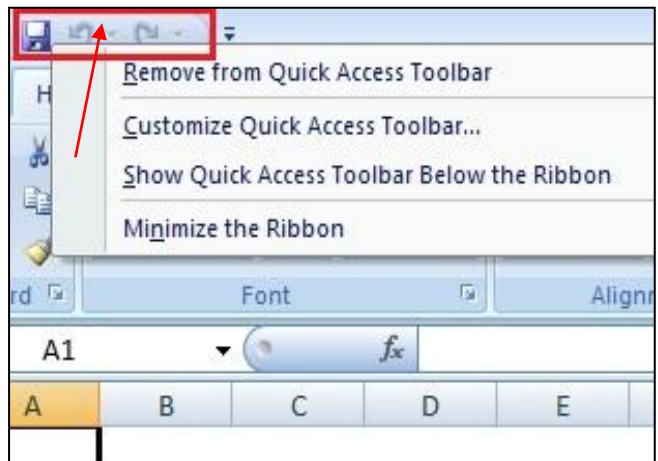 H
Remove from Quick Access Toolbar
Customize Quick Access Toolbar...
Show Quick Access Toolbar Below the Ribbon
Minimize the Ribbon
rd Font Alignm
A1 fx
A B C D E